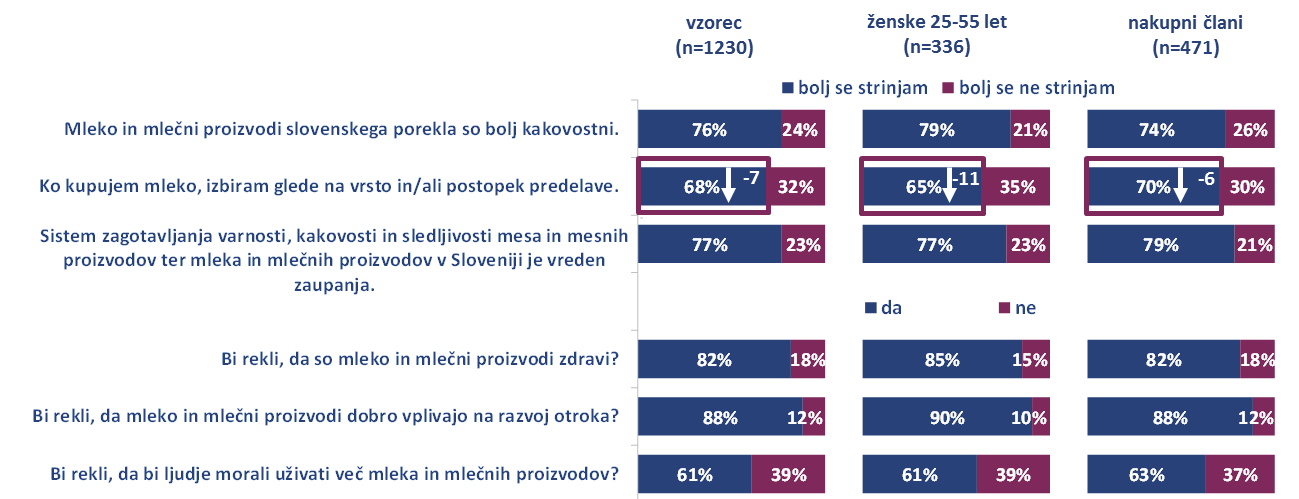 vzorec
(n=1230)
ženske 25-55 let
(n=336)
nakupni člani
(n=471)
bolj se strinjam bolj se ne strinjam
Mleko in mlečni proizvodi slovenskega porekla so bolj kakovostni.
76% 24% 79% 21% 74% 26%
Ko kupujem mleko, izbiram glede na vrsto in/ali postopek predelave.
68% -7 32% 65% -11 35% 70% -6 30%
Sistem zagotavljanja varnosti, kakovosti in sledljivosti mesa in mesnih
proizvodov ter mleka in mlečnih proizvodov v Sloveniji je vreden
zaupanja.
77% 23% 77% 23% 79% 21%
da ne
Bi rekli, da so mleko in mlečni proizvodi zdravi?
82% 18% 85% 15% 82% 18%
Bi rekli, da mleko in mlečni proizvodi dobro vplivajo na razvoj otroka?
88% 12% 90% 10% 88% 12%
Bi rekli, da bi ljudje morali uživati več mleka in mlečnih proizvodov?
61% 39% 61% 39% 63% 37%